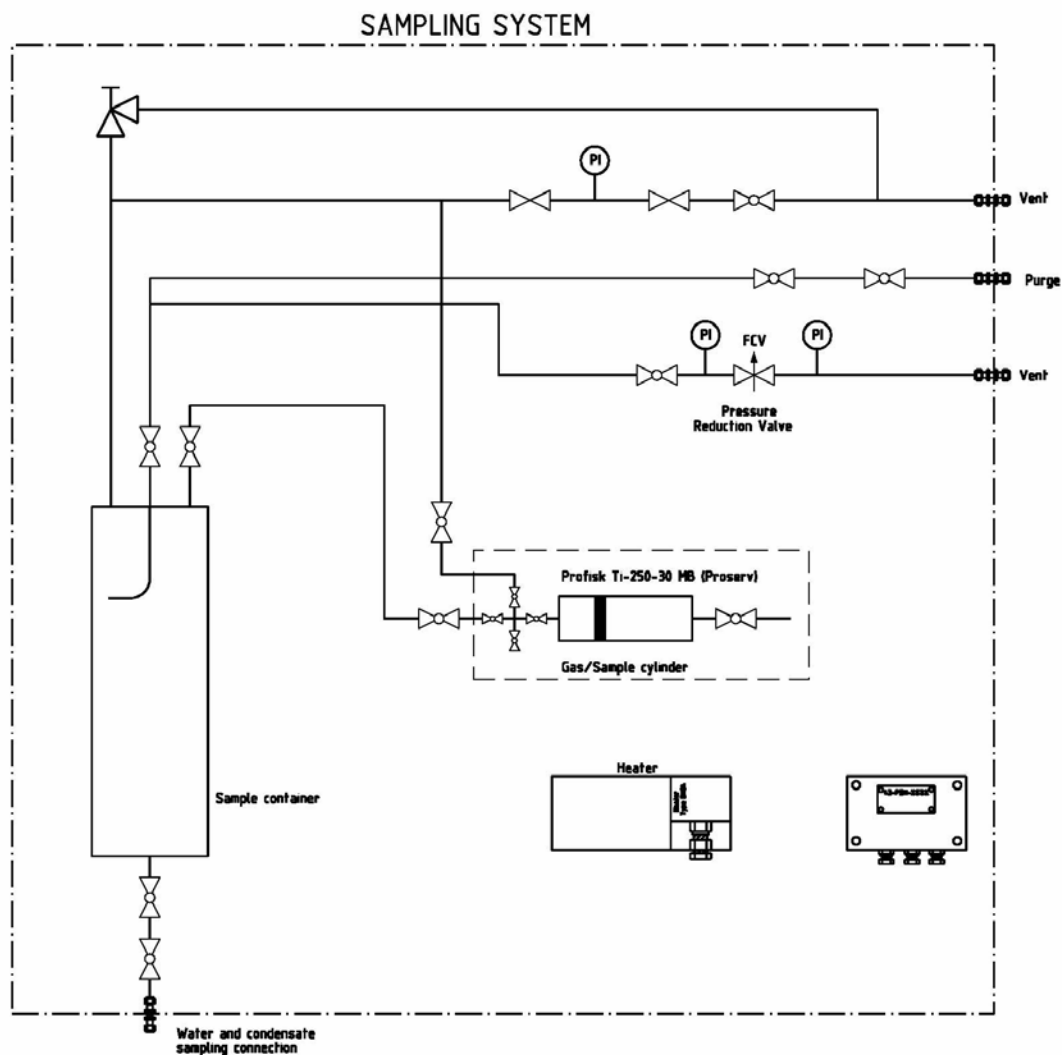 SAMPLING SYSTEM
PI
Vent
Purge
PI
FCV
PI
Vent
Pressure
Reduction Valve
Profisk Ti-250-30 MB (Proserv)
Gas/Sample cylinder
Heater
Sample container
Water and condensate
sampling connection